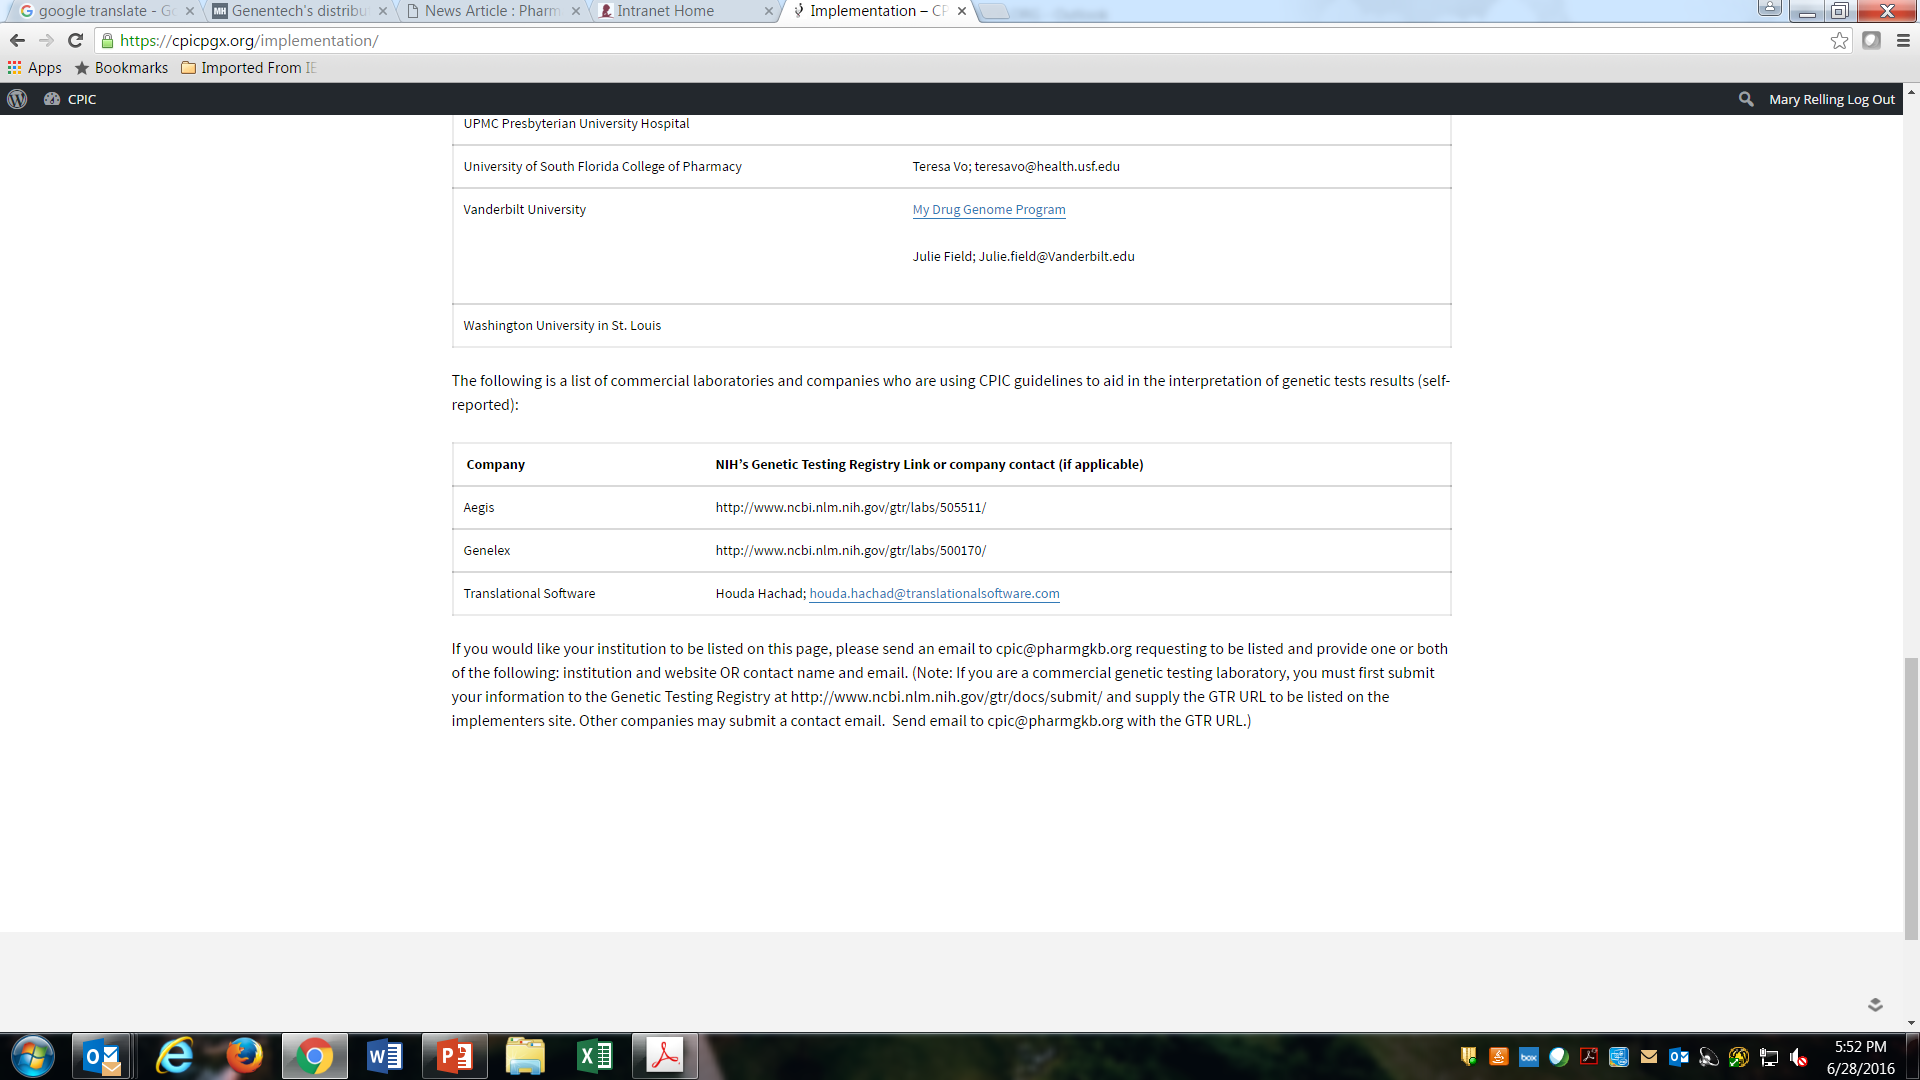 google translate - Go
Genentech's distribu
News Article : Pharm
Intranet Home
Implementation – CP
https://cpicpgx.org/implementation/
Apps Bookmarks Imported From IE
CPIC
Mary Relling Log Out
UPMC Presbyterian University Hospital
University of South Florida College of Pharmacy Teresa Vo; teresavo@health.usf.edu
Vanderbilt University My Drug Genome Program
Julie Field; Julie.field@Vanderbilt.edu
Washington University in St. Louis
The following is a list of commercial laboratories and companies who are using CPIC guidelines to aid in the interpretation of genetic tests results (self-
reported):
Company NIH’s Genetic Testing Registry Link or company contact (if applicable)
Aegis http://www.ncbi.nlm.nih.gov/gtr/labs/505511/
Genelex http://www.ncbi.nlm.nih.gov/gtr/labs/500170/
Translational Software Houda Hachad; houda.hachad@translationalsoftware.com
If you would like your institution to be listed on this page, please send an email to cpic@pharmgkb.org requesting to be listed and provide one or both
of the following: institution and website OR contact name and email. (Note: If you are a commercial genetic testing laboratory, you must first submit
your information to the Genetic Testing Registry at http://www.ncbi.nlm.nih.gov/gtr/docs/submit/ and supply the GTR URL to be listed on the
implementers site. Other companies may submit a contact email.  Send email to cpic@pharmgkb.org with the GTR URL.)
5:52 PM
6/28/2016